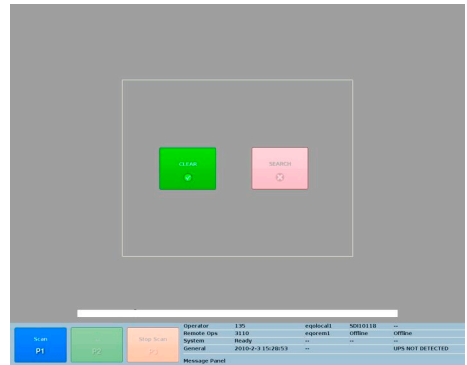 CLEAR
SEARCH
Scan
P1
P2
Stop Scan
P3
Operator 135 eqolocal1 SDI10118 --
Remote Ops 3110 eqorem1 Offline Offline
System Ready -- -- --
General 2010-2-3 15:28:53 -- UPS NOT DETECTED
Message Panel